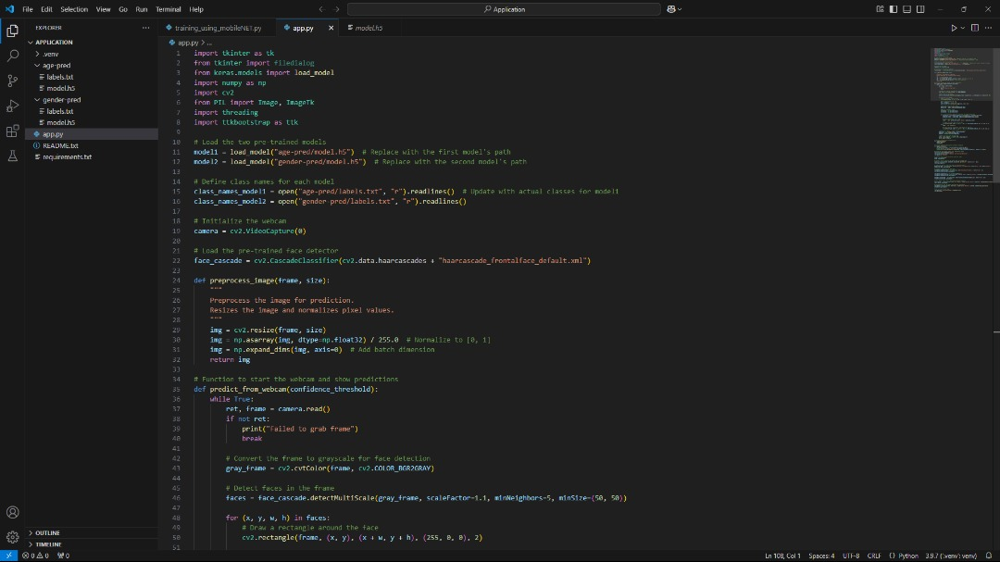 File Edit Selection View Go Run Terminal Help
Application
EXPLORER
training_using_mobileNET.py
app.py
model.h5
APPLICATION
.venv
age-pred
labels.txt
model.h5
gender-pred
labels.txt
model.h5
app.py
README.txt
requirements.txt
OUTLINE
TIMELINE
app.py > ...
1 import tkinter as tk
2 from tkinter import filedialog
3 from keras.models import load_model
4 import numpy as np
5 import cv2
6 from PIL import Image, ImageTk
7 import threading
8 import ttkbootstrap as ttk
9
10 # Load the two pre-trained models
11 model1 = load_model("age-pred/model.h5")  # Replace with the first model's path
12 model2 = load_model("gender-pred/model.h5")  # Replace with the second model's path
13
14 # Define class names for each model
15 class_names_model1 = open("age-pred/labels.txt", "r").readlines()  # Update with actual classes for model1
16 class_names_model2 = open("gender-pred/labels.txt", "r").readlines()
17
18 # Initialize the webcam
19 camera = cv2.VideoCapture(0)
20
21 # Load the pre-trained face detector
22 face_cascade = cv2.CascadeClassifier(cv2.data.haarcascades + "haarcascade_frontalface_default.xml")
23
24 def preprocess_image(frame, size):
25 """
26 Preprocess the image for prediction.
27 Resizes the image and normalizes pixel values.
28 """
29 img = cv2.resize(frame, size)
30 img = np.asarray(img, dtype=np.float32) / 255.0  # Normalize to [0, 1]
31 img = np.expand_dims(img, axis=0)  # Add batch dimension
32 return img
33
34 # Function to start the webcam and show predictions
35 def predict_from_webcam(confidence_threshold):
36 while True:
37 ret, frame = camera.read()
38 if not ret:
39 print("Failed to grab frame")
40 break
41
42 # Convert the frame to grayscale for face detection
43 gray_frame = cv2.cvtColor(frame, cv2.COLOR_BGR2GRAY)
44
45 # Detect faces in the frame
46 faces = face_cascade.detectMultiScale(gray_frame, scaleFactor=1.1, minNeighbors=5, minSize=(50, 50))
47
48 for (x, y, w, h) in faces:
49 # Draw a rectangle around the face
50 cv2.rectangle(frame, (x, y), (x + w, y + h), (255, 0, 0), 2)
51
0 0 0
Ln 108, Col 1 Spaces: 4 UTF-8 CRLF Python 3.9.7 ('.venv': venv)